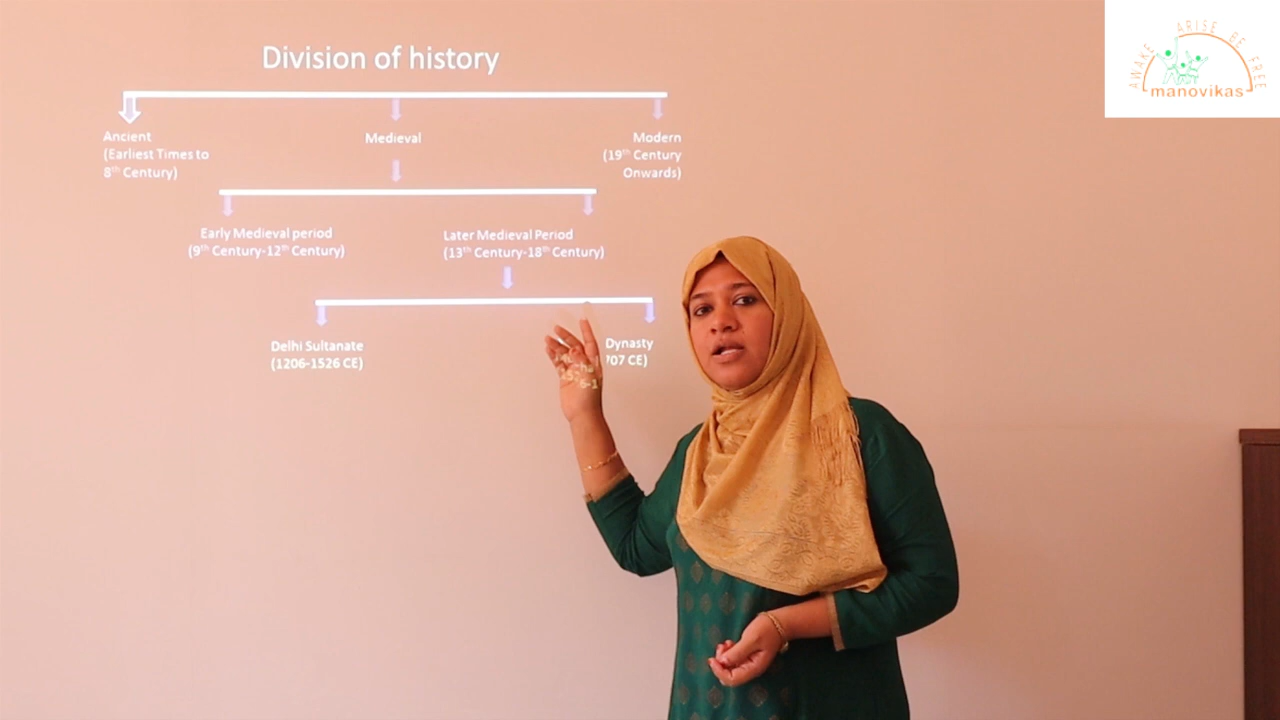 Division of history
Ancient
(Earliest Times to
8th Century)
Medieval
Modern
(19th Century
Onwards)
Early Medieval period
(9th Century-12th Century)
Later Medieval Period
(13th Century-18th Century)
Delhi Sultanate
(1206-1526 CE)
Dynasty
707 CE)
AWAKE ARISE BE FREE
manovikas